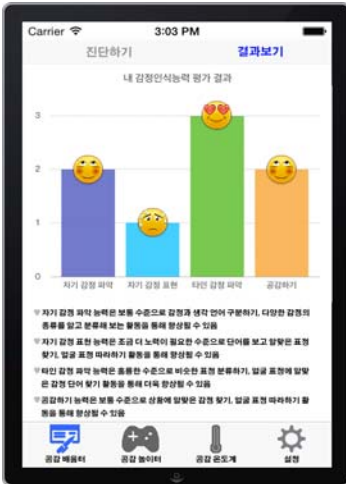 Carrier 3:03 PM
진단하기 결과보기
내 감정인식능력 평가 결과
3
2
1
0
자기 감정 파악 자기 감정 표현 타인 감정 파악 공감하기
자기 감정 파악 능력은 보통 수준으로 감정과 생각 언어 구분하기, 다양한 감정의
종류를 알고 분류해 보는 활동을 통해 향상될 수 있음
자기 감정 표현 능력은 조금 더 노력이 필요한 수준으로 단어를 보고 알맞은 표정
찾기, 얼굴 표정 따라하기 활동을 통해 향상될 수 있음
타인 감정 파악 능력은 훌륭한 수준으로 비슷한 표정 분류하기, 얼굴 표정에 알맞
은 감정 단어 찾기 활동을 통해 더욱 향상될 수 있음
공감하기 능력은 보통 수준으로 상황에 알맞은 감정 찾기, 얼굴 표정 따라하기 활
동을 통해 향상될 수 있음
공감 배움터 공감 놀이터 공감 온도계 설정